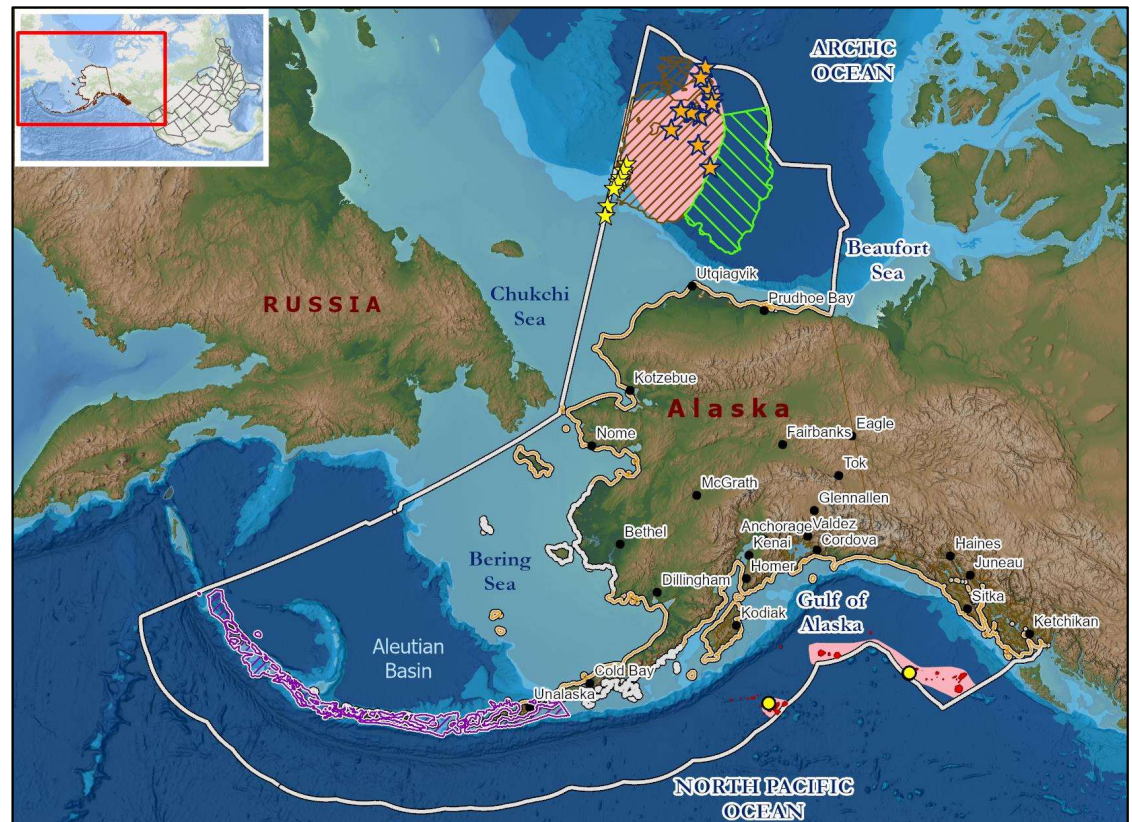 ARCTIC
OCEAN
Beaufort
Sea
Utqiagvik
Prudhoe Bay
Chukchi
Sea
RUSSIA
Kotzebue
Alaska
Nome
Fairbanks
Eagle
Tok
McGrath
Glennallen
Anchorage
Valdez
Bethel
Kenai
Cordova
Haines
Bering
Sea
Homer
Juneau
Dillingham
Gulf of
Alaska
Sitka
Kodiak
Ketchikan
Aleutian
Basin
Cold Bay
Unalaska
NORTH PACIFIC
OCEAN